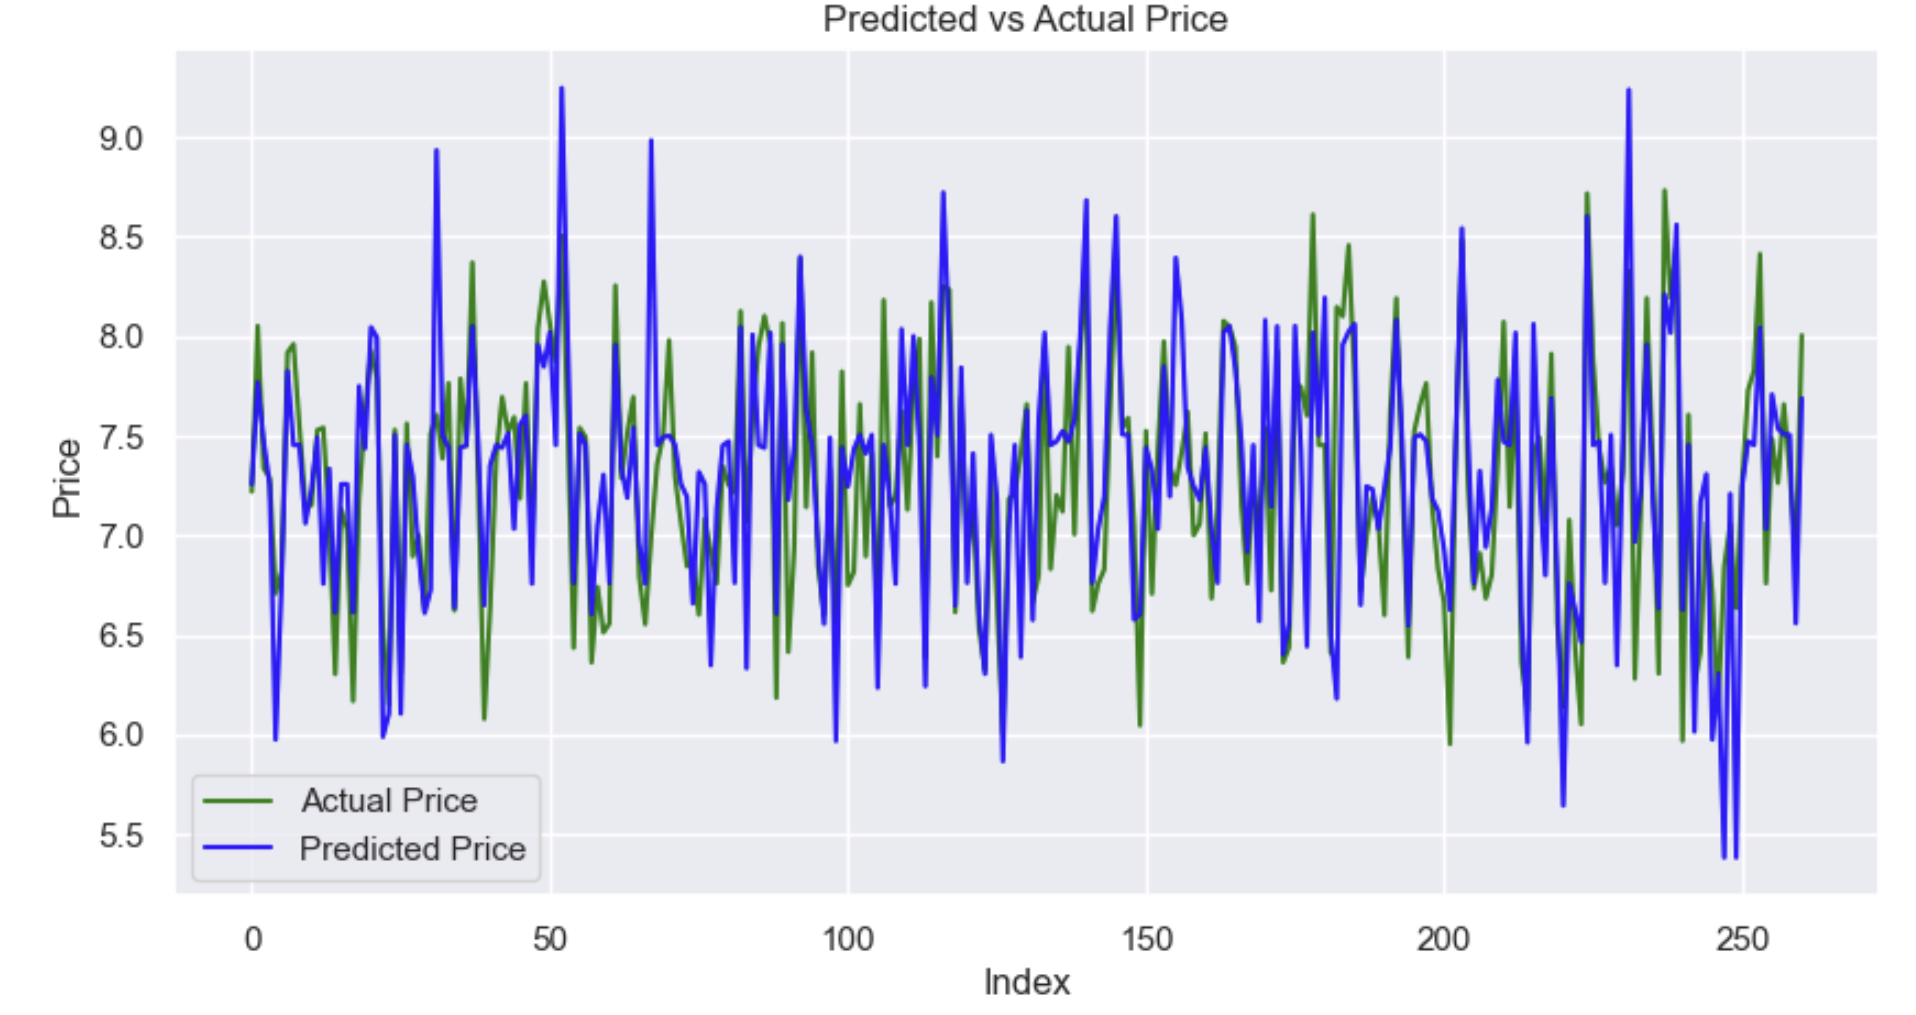 Predicted vs Actual Price
Price
9.0
8.5
8.0
7.5
7.0
6.5
6.0
5.5
Actual Price
Predicted Price
0 50 100 150 200 250
Index